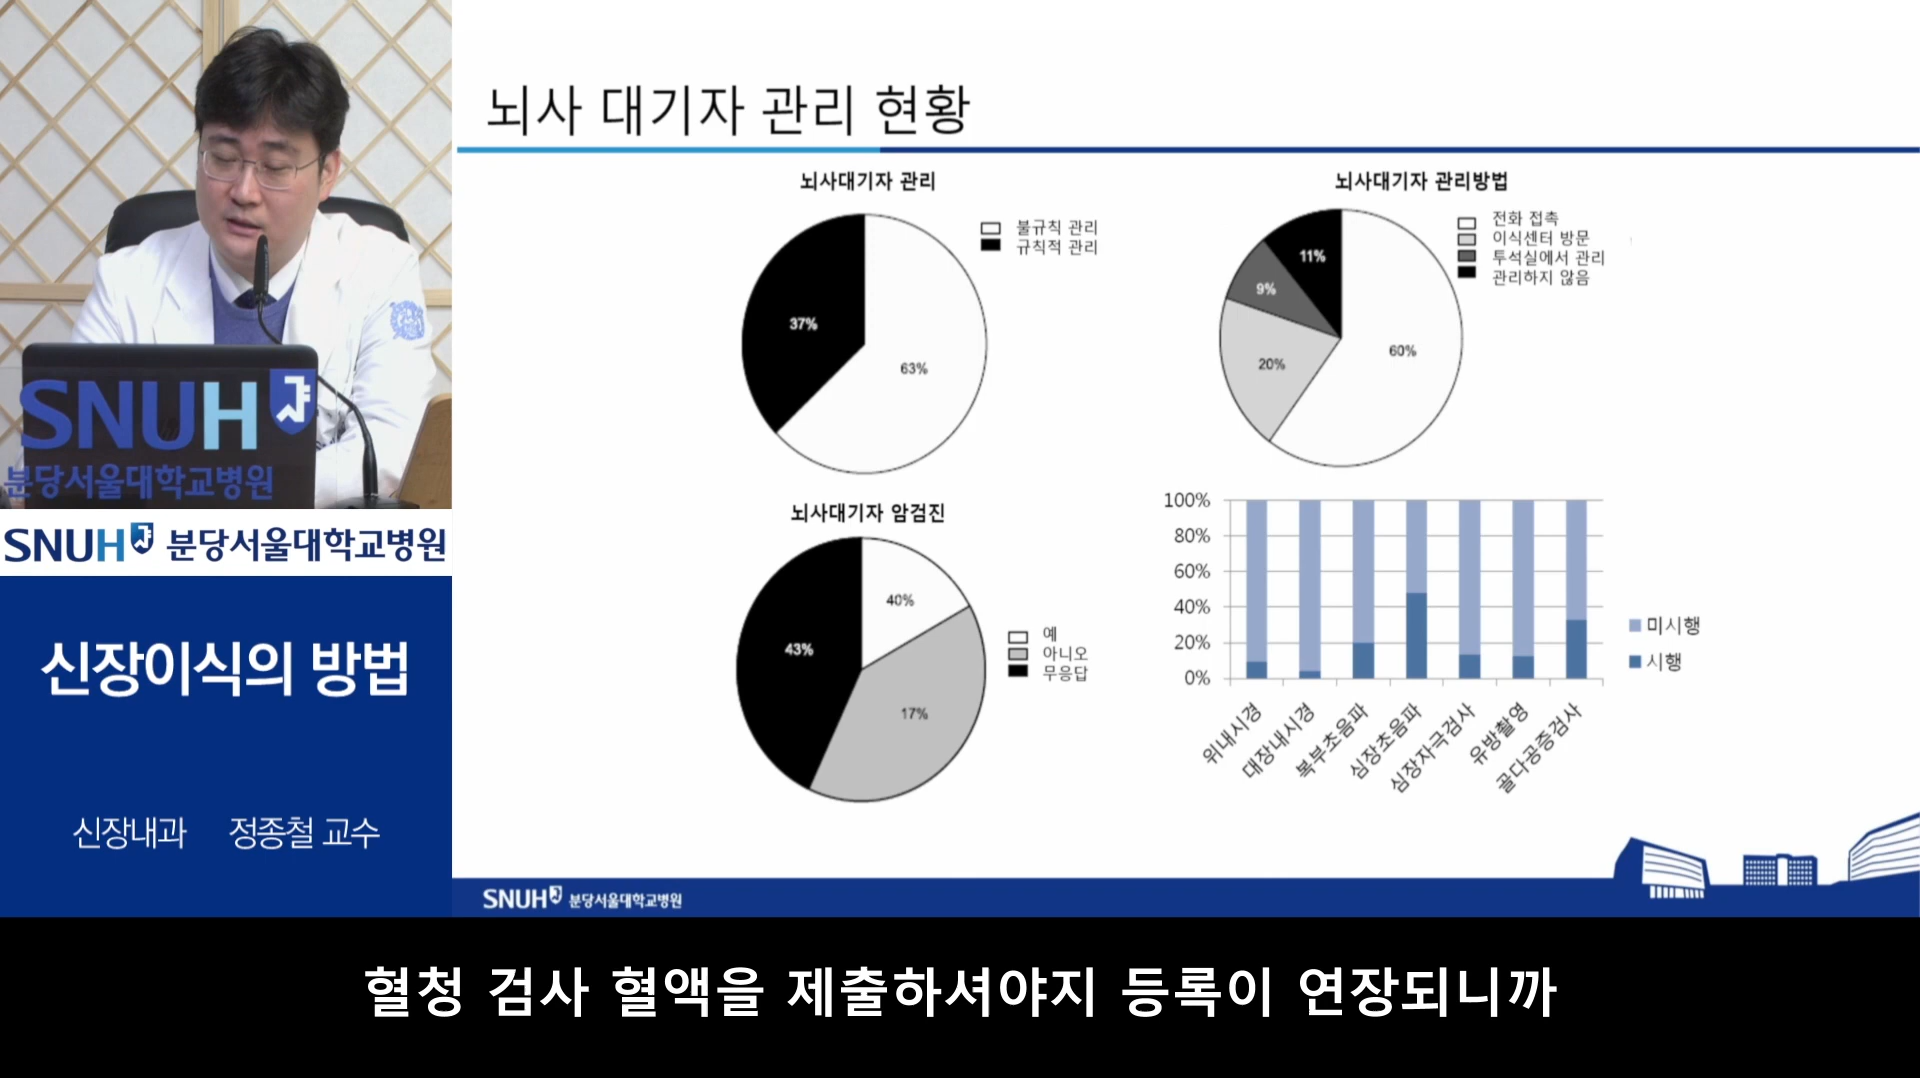 뇌사 대기자 관리 현황
뇌사대기자 관리
불규칙 관리
규칙적 관리
37%
63%
뇌사대기자 관리방법
전화 접촉
이식센터 방문
투석실에서 관리
관리하지 않음
11%
9%
20%
60%
뇌사대기자 암검진
예
아니오
무응답
40%
43%
17%
100%
80%
60%
40%
20%
0%
위내시경
대장내시경
복부초음파
심장초음파
심장자극검사
유방촬영
골다공증검사
미시행
시행
SNUH
분당서울대학교병원
SNUH 분당서울대학교병원
신장이식의 방법
신장내과 정종철 교수
SNUH 분당서울대학교병원
혈청 검사 혈액을 제출하셔야지 등록이 연장되니까